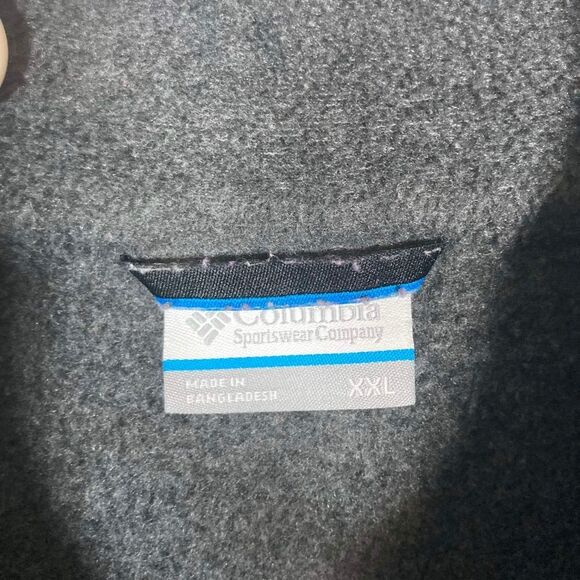 Columbia
Sportswear Company
MADE IN
BANGLADESH
XXL